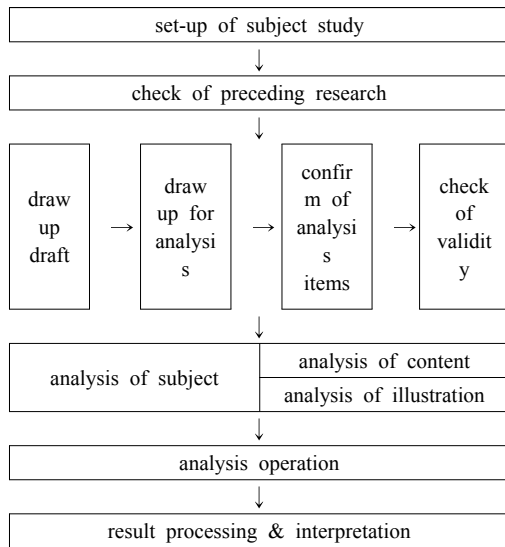 set-up of subject study
↓
check of preceding research
↓
draw
up
draft
→
draw
up for
analysi
s
→
confir
m of
analysi
s
items
→
check
of
validit
y
↓
analysis of subject
analysis of content
analysis of illustration
↓
analysis operation
↓
result processing & interpretation